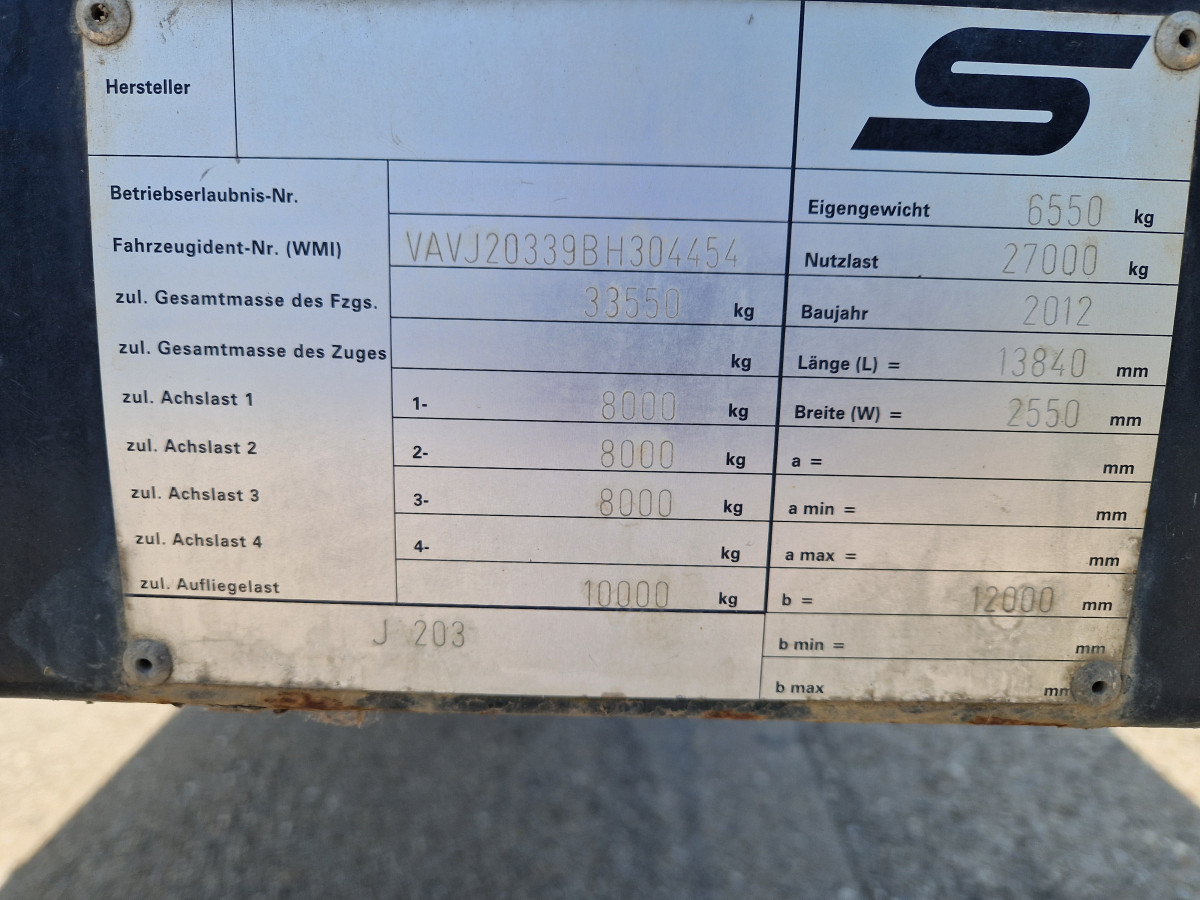 Hersteller
S
Betriebserlaubnis-Nr.
Fahrzeugident-Nr. (WMI) VAVJ20339BH304454
zul. Gesamtmasse des Fzgs. 33550 kg
zul. Gesamtmasse des Zuges kg
zul. Achslast 1 1- 8000 kg
zul. Achslast 2 2- 8000 kg
zul. Achslast 3 3- 8000 kg
zul. Achslast 4 4- kg
zul. Aufliegelast 10000 kg
J 203
Eigengewicht 6550 kg
Nutzlast 27000 kg
Baujahr 2012
Länge (L) = 13840 mm
Breite (W) = 2550 mm
a = mm
a min = mm
a max = mm
b = 12000 mm
b min = mm
b max mm